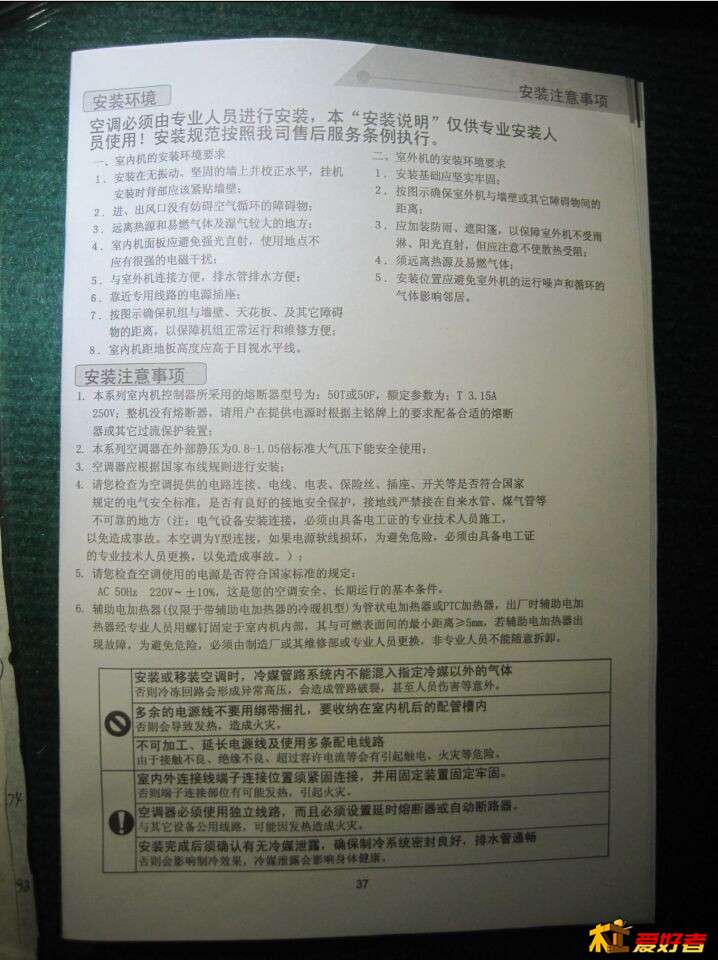 安装注意事项
安装环境
空调必须由专业人员进行安装，本“安装说明”仅供专业安装人
员使用！安装规范按照我司售后服务条例执行。
一、室内机的安装环境要求
1. 安装在无振动、坚固的墙上并校正水平，挂机
安装时背部应该紧贴墙壁；
2. 进、出风口没有妨碍空气循环的障碍物；
3. 远离热源和易燃气体及湿气较大的地方；
4. 室内机面板应避免强光直射，使用地点不
应有很强的电磁干扰；
5. 与室外机连接方便，排水管排水方便；
6. 靠近专用线路的电源插座；
7. 按图示确保机组与墙壁、天花板、及其它障碍
物的距离，以保障机组正常运行和维修方便；
8. 室内机距地板高度应高于目视水平线。
二、室外机的安装环境要求
1. 安装基础应坚实牢固；
2. 按图示确保室外机与墙壁或其它障碍物间的
距离；
3. 应加装防雨、遮阳篷，以保障室外机不受雨
淋、阳光直射，但应注意不使散热受阻；
4. 须远离热源及易燃气体；
5. 安装位置应避免室外机的运行噪声和循环的
气体影响邻居。
安装注意事项
1. 本系列室内机控制器所采用的熔断器型号为：50T或50F，额定参数为：T 3.15A
250V；整机没有熔断器，请用户在提供电源时根据主铭牌上的要求配备合适的熔断
器或其它过流保护装置；
2. 本系列空调器在外部静压为0.8-1.05倍标准大气压下能安全使用；
3. 空调器应根据国家布线规则进行安装；
4. 请您检查为空调提供的电路连接、电线、电表、保险丝、插座、开关等是否符合国家
规定的电气安全标准，是否有良好的接地安全保护，接地线严禁接在自来水管、煤气管等
不可靠的地方（注：电气设备安装连接，必须由具备电工证的专业技术人员施工，
以免造成事故。本空调为Y型连接，如果电源软线损坏，为避免危险，必须由具备电工证
的专业技术人员更换，以免造成事故。）；
5. 请您检查空调使用的电源是否符合国家标准的规定：
AC 50Hz 220V～±10%，这是您的空调安全、长期运行的基本条件。
6. 辅助电加热器(仅限于带辅助电加热器的冷暖机型)为管状电加热器或PTC加热器，出厂时辅助电加
热器经专业人员用螺钉固定于室内机内部，其与可燃表面间的最小距离≥5mm，若辅助电加热器出
现故障，为避免危险，必须由制造厂或其维修部或专业人员更换，非专业人员不能随意拆卸。
安装或移装空调时，冷媒管路系统内不能混入指定冷媒以外的气体
否则冷冻回路会形成异常高压，会造成管路破裂，甚至人员伤害等意外。
多余的电源线不要用绑带捆扎，要收纳在室内机后的配管槽内
否则会导致发热，造成火灾。
不可加工、延长电源线及使用多条配电线路
由于接触不良、绝缘不良、超过容许电流等会有引起触电、火灾等危险。
室内外连接线端子连接位置须紧固连接，并用固定装置固定牢固。
否则端子连接部位有可能发热，引起火灾。
空调器必须使用独立线路，而且必须设置延时熔断器或自动断路器。
与其它设备公用线路，可能因发热造成火灾。
安装完成后须确认有无冷媒泄露，确保制冷系统密封良好，排水管通畅
否则会影响制冷效果，冷媒泄露会影响身体健康。
37
74
93
爱好者